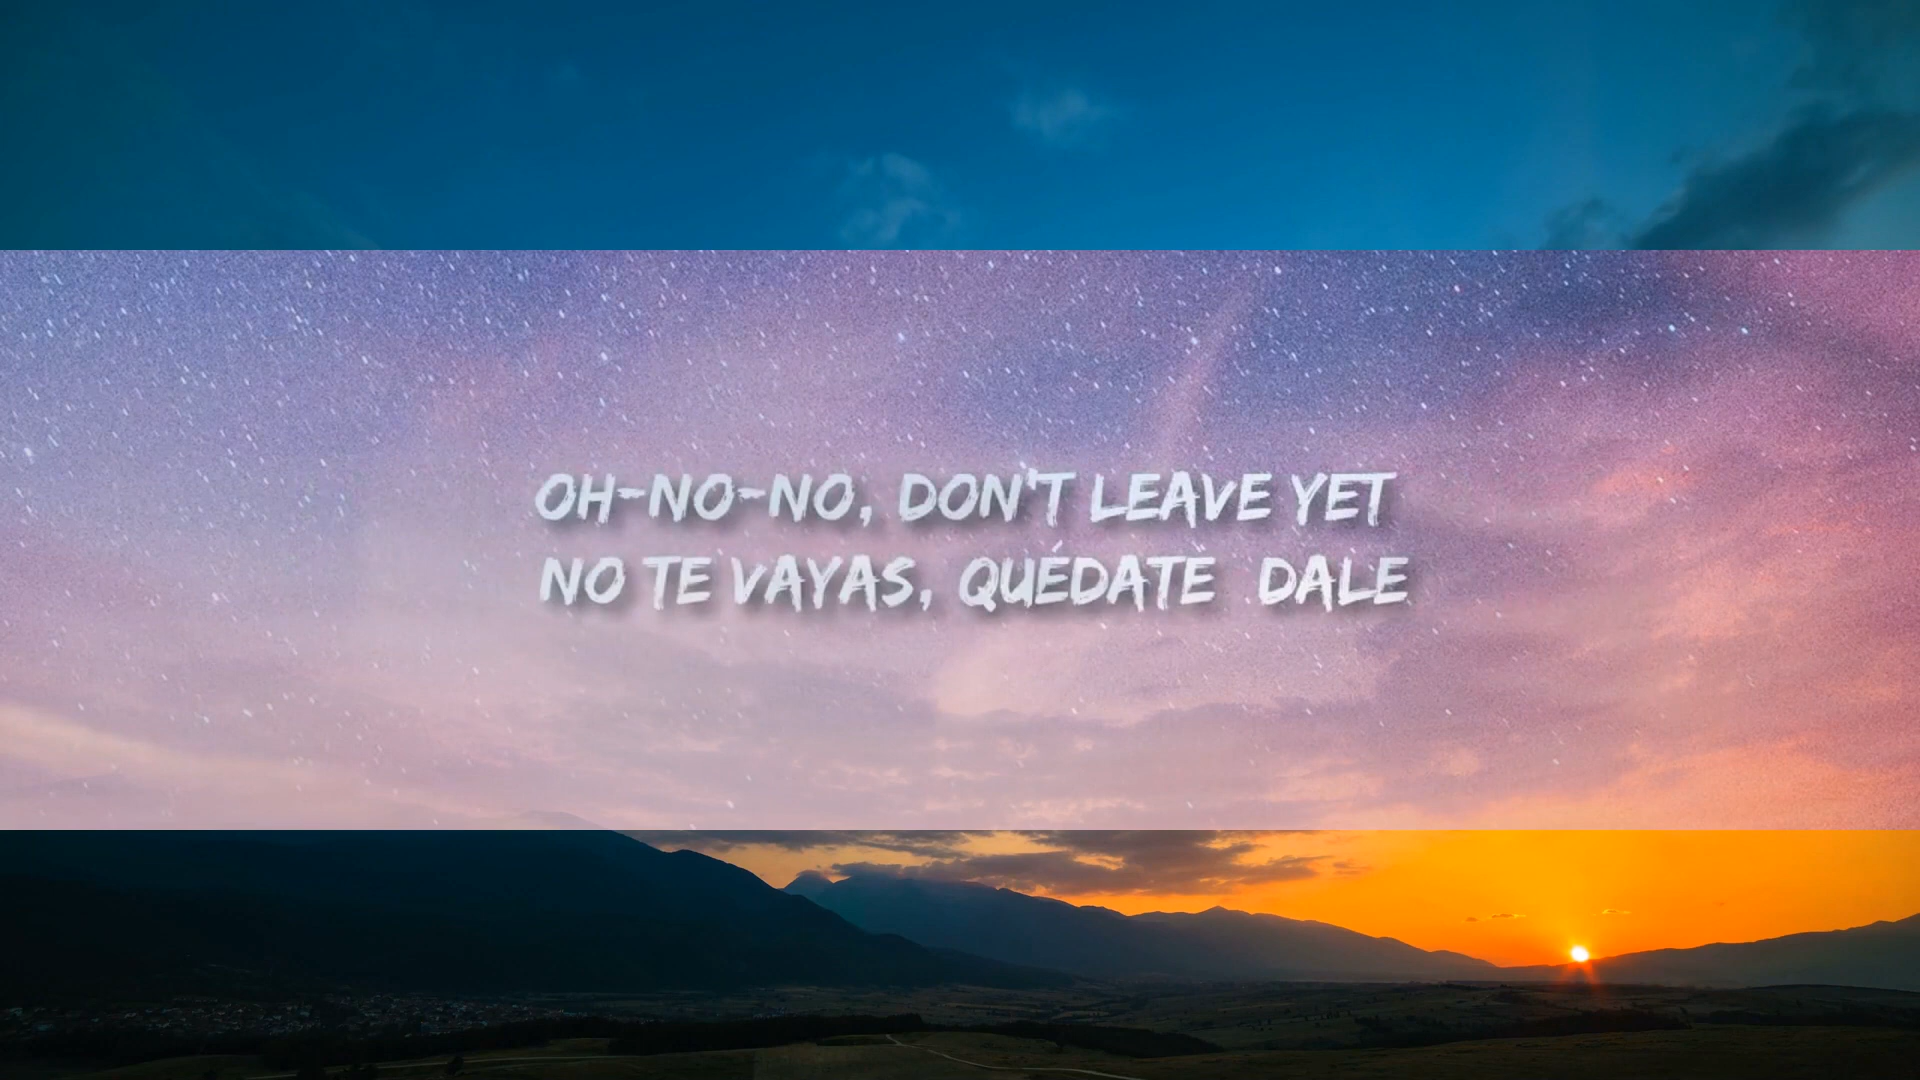 OH-NO-NO, DON'T LEAVE YET
NO TE VAYAS, QUÉDATE DALE